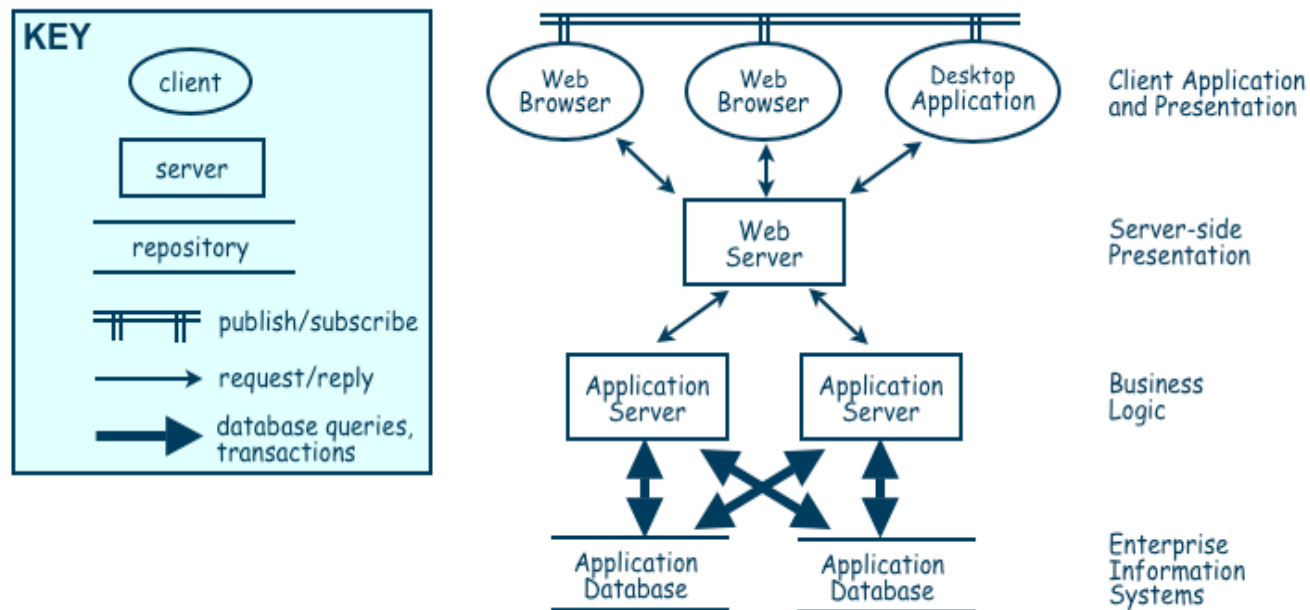 KEY
client
server
repository
publish/subscribe
request/reply
database queries,
transactions
Web
Browser
Web
Browser
Desktop
Application
Client Application
and Presentation
Web
Server
Server-side
Presentation
Application
Server
Application
Server
Business
Logic
Application
Database
Application
Database
Enterprise
Information
Systems